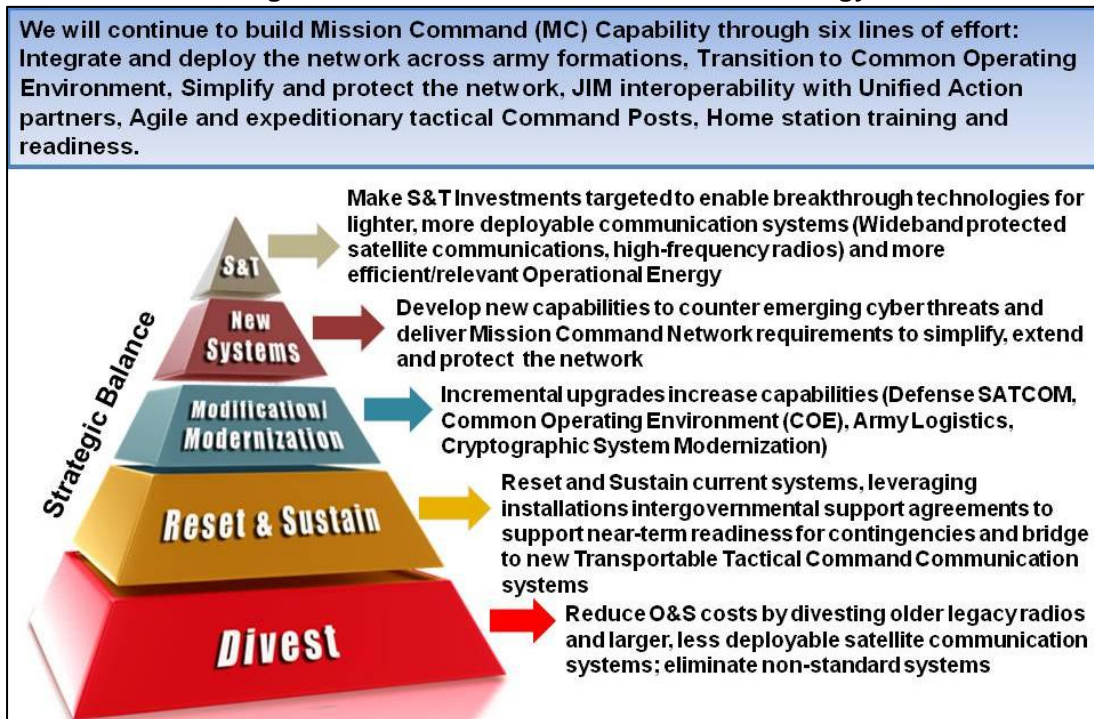 We will continue to build Mission Command (MC) Capability through six lines of effort:
Integrate and deploy the network across army formations, Transition to Common Operating
Environment, Simplify and protect the network, JIM interoperability with Unified Action
partners, Agile and expeditionary tactical Command Posts, Home station training and
readiness.
Strategic Balance
S&T
Make S&T Investments targeted to enable breakthrough technologies for
lighter, more deployable communication systems (Wideband protected
satellite communications, high-frequency radios) and more
efficient/relevant Operational Energy
New
Systems
Develop new capabilities to counter emerging cyber threats and
deliver Mission Command Network requirements to simplify, extend
and protect the network
Modification/
Modernization
Incremental upgrades increase capabilities (Defense SATCOM,
Common Operating Environment (COE), Army Logistics,
Cryptographic System Modernization)
Reset & Sustain
Reset and Sustain current systems, leveraging
installations intergovernmental support agreements to
support near-term readiness for contingencies and bridge
to new Transportable Tactical Command Communication
systems
Divest
Reduce O&S costs by divesting older legacy radios
and larger, less deployable satellite communication
systems; eliminate non-standard systems